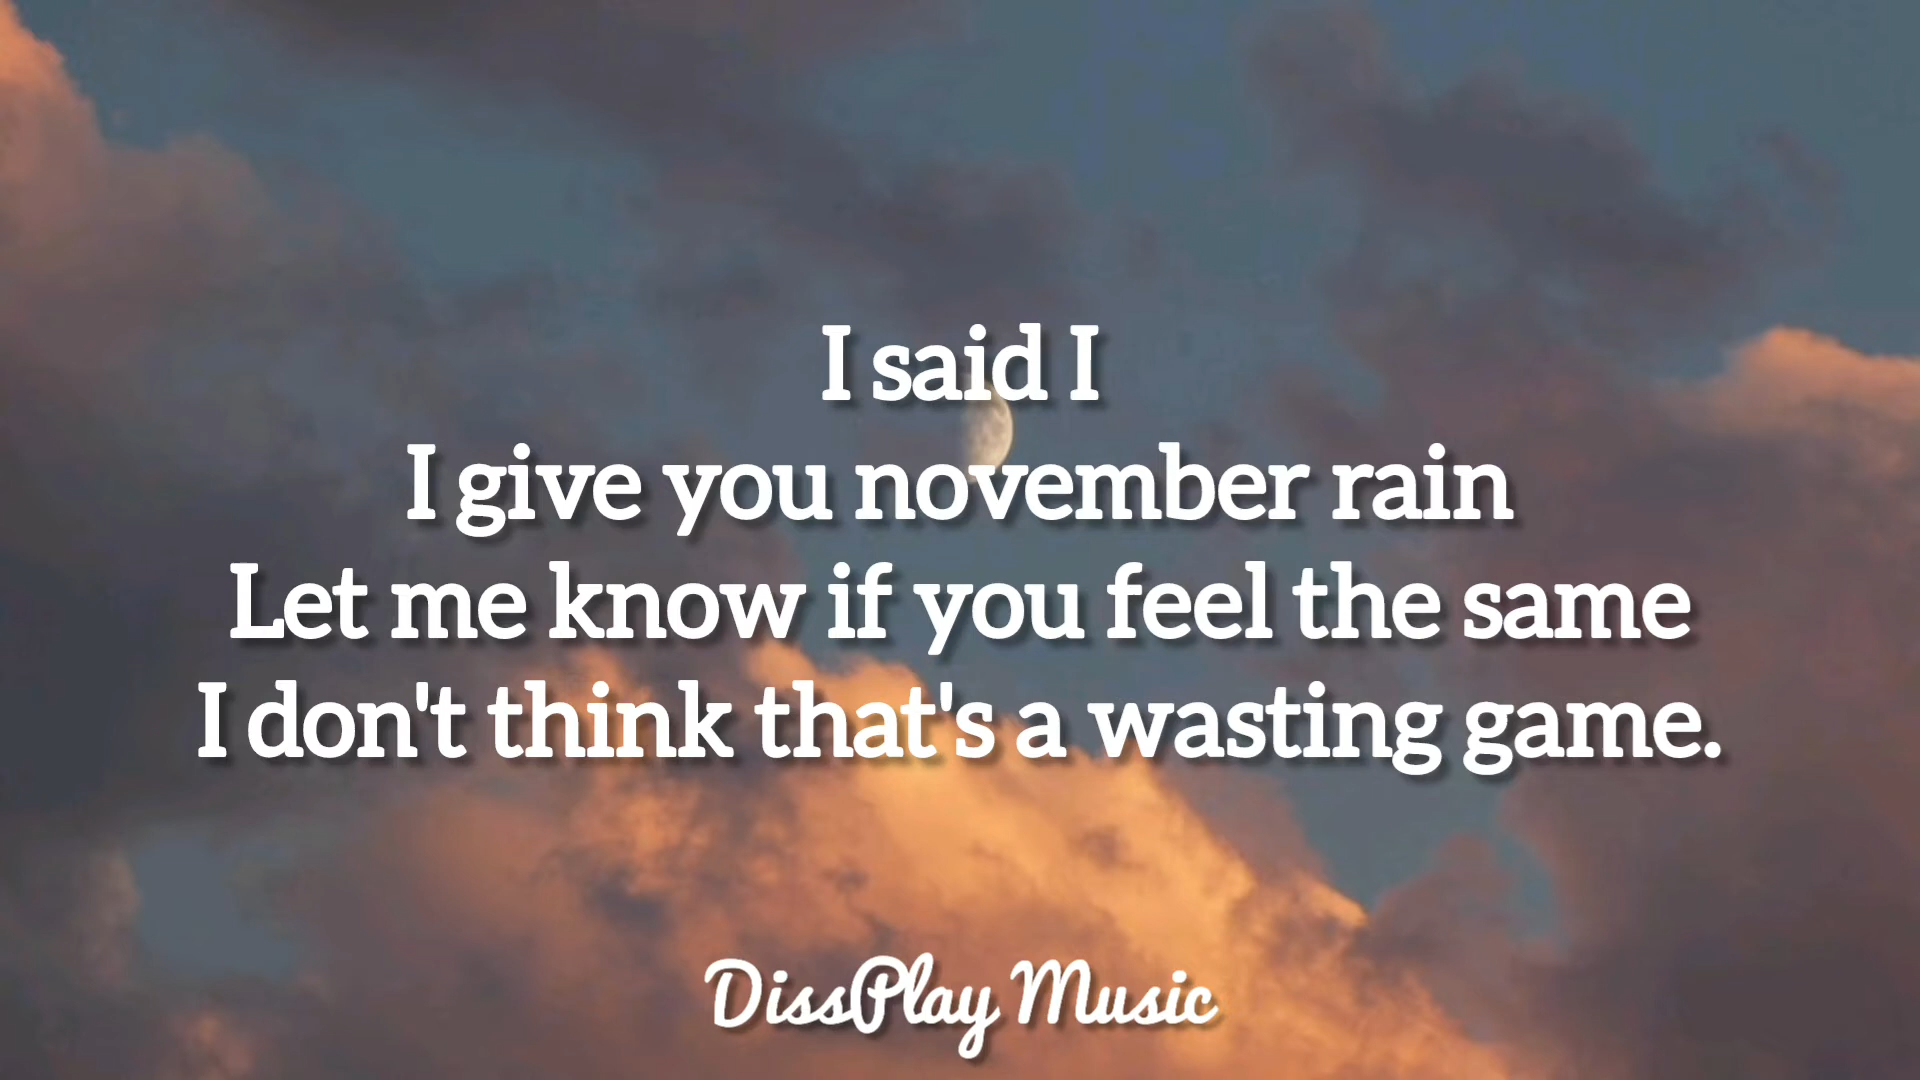 I said I
I give you november rain
Let me know if you feel the same
I don't think that's a wasting game.
DissPlay Music